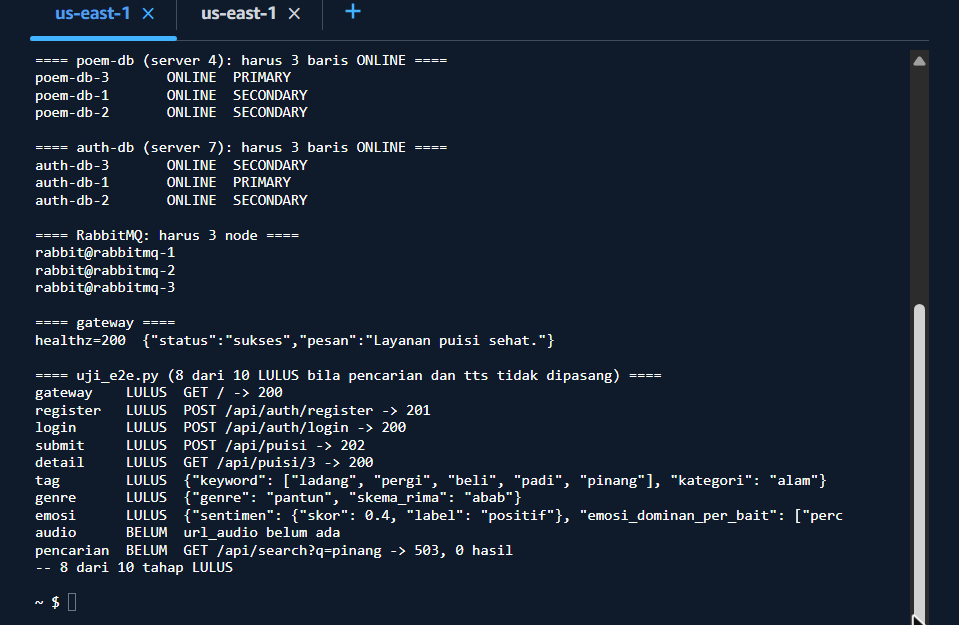 us-east-1 × us-east-1 × +
==== poem-db (server 4): harus 3 baris ONLINE ====
poem-db-3 ONLINE PRIMARY
poem-db-1 ONLINE SECONDARY
poem-db-2 ONLINE SECONDARY
==== auth-db (server 7): harus 3 baris ONLINE ====
auth-db-3 ONLINE SECONDARY
auth-db-1 ONLINE PRIMARY
auth-db-2 ONLINE SECONDARY
==== RabbitMQ: harus 3 node ====
rabbit@rabbitmq-1
rabbit@rabbitmq-2
rabbit@rabbitmq-3
==== gateway ====
healthz=200 {"status":"sukses","pesan":"Layanan puisi sehat."}
==== uji_e2e.py (8 dari 10 LULUS bila pencarian dan tts tidak dipasang) ====
gateway LULUS GET / -> 200
register LULUS POST /api/auth/register -> 201
login LULUS POST /api/auth/login -> 200
submit LULUS POST /api/puisi -> 202
detail LULUS GET /api/puisi/3 -> 200
tag LULUS {"keyword": ["ladang", "pergi", "beli", "padi", "pinang"], "kategori": "alam"}
genre LULUS {"genre": "pantun", "skema_rima": "abab"}
emosi LULUS {"sentimen": {"skor": 0.4, "label": "positif"}, "emosi_dominan_per_bait": ["perc
audio BELUM url_audio belum ada
pencarian BELUM GET /api/search?q=pinang -> 503, 0 hasil
-- 8 dari 10 tahap LULUS
~ $